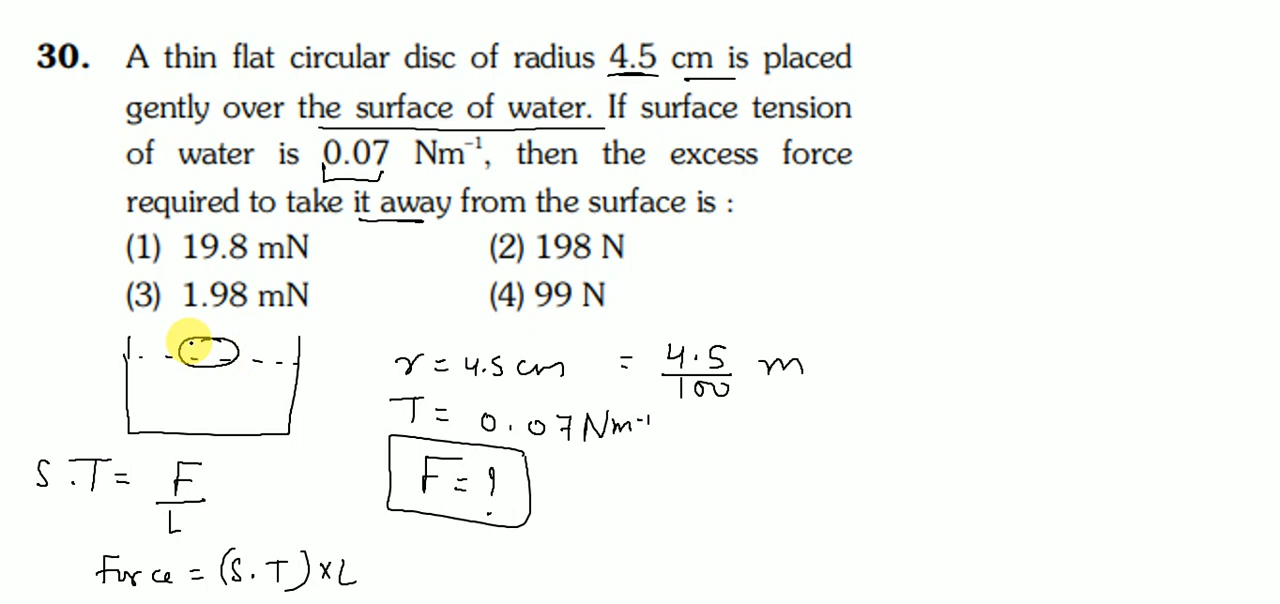 30. A thin flat circular disc of radius 4.5 cm is placed
gently over the surface of water. If surface tension
of water is 0.07 Nm⁻¹, then the excess force
required to take it away from the surface is :
(1) 19.8 mN (2) 198 N
(3) 1.98 mN (4) 99 N
r = 4.5 cm = 4.5/100 m
T = 0.07 Nm⁻¹
S.T = F/L
F = ?
Force = (S.T) × L